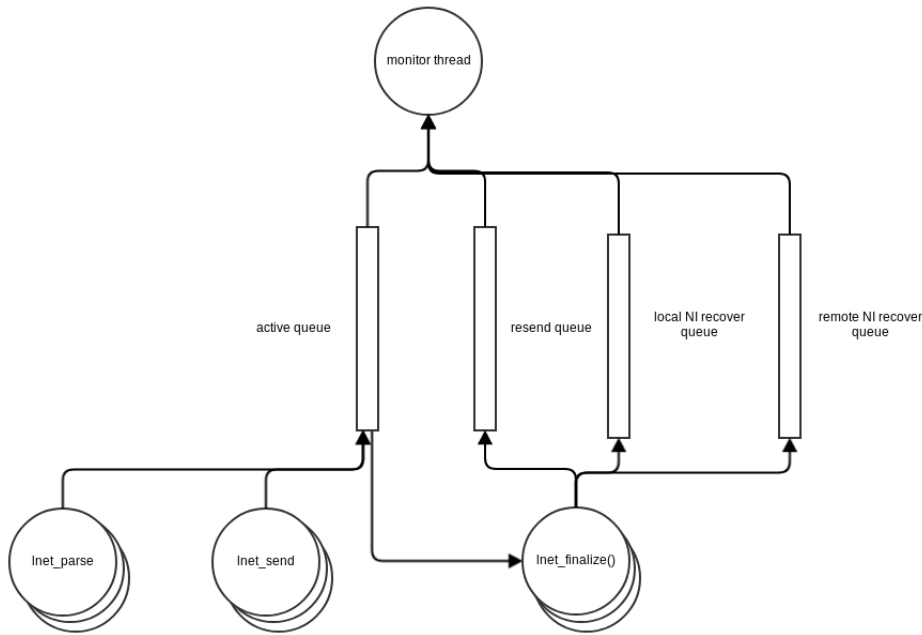 monitor thread
active queue
resend queue
local NI recover
queue
remote NI recover
queue
lnet_parse
lnet_send
lnet_finalize()